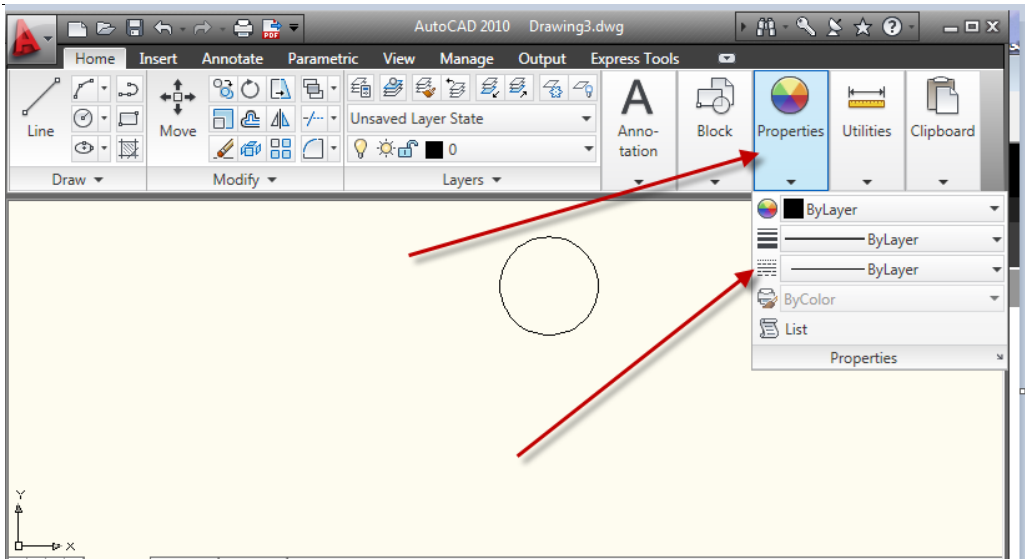 AutoCAD 2010 Drawing3.dwg
PDF
Home Insert Annotate Parametric View Manage Output Express Tools
Line
Move
Unsaved Layer State
0
A
Anno-
tation
Block
Properties
Utilities
Clipboard
Draw
Modify
Layers
ByLayer
ByLayer
ByLayer
ByColor
List
Properties
Y
X